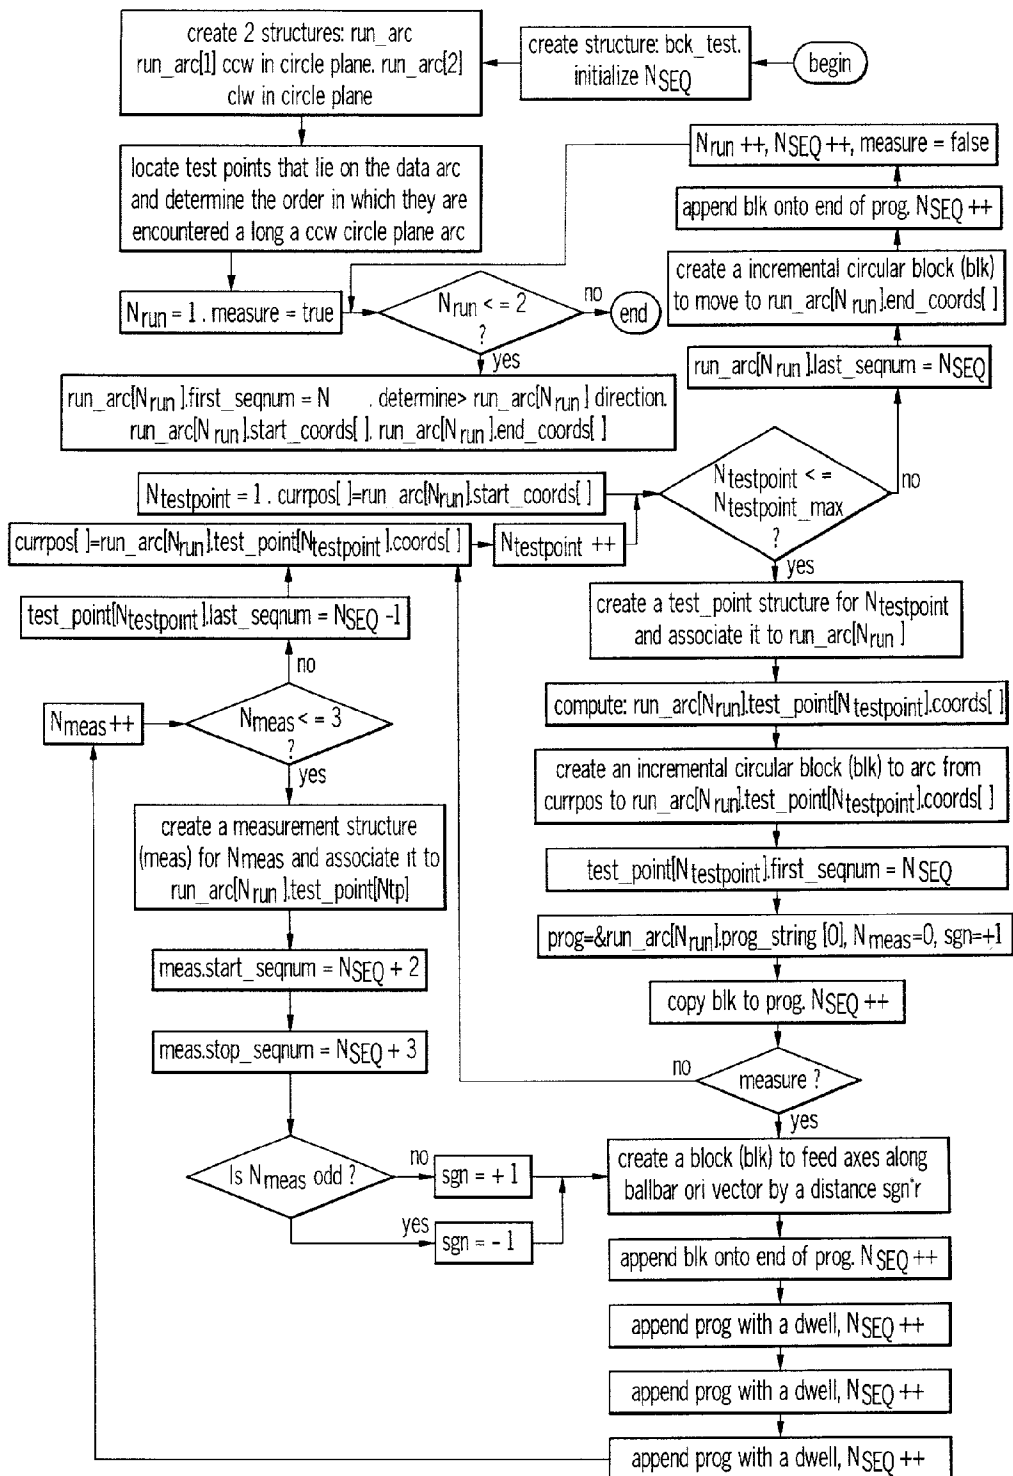 begin
create structure: bck_test.
initialize NSEQ
create 2 structures: run_arc
run_arc[1] ccw in circle plane. run_arc[2]
clw in circle plane
locate test points that lie on the data arc
and determine the order in which they are
encountered a long a ccw circle plane arc
Nrun = 1 . measure = true
Nrun <= 2
?
no
end
yes
run_arc[Nrun].first_seqnum = N . determine> run_arc[Nrun] direction.
run_arc[Nrun].start_coords[ ]. run_arc[Nrun].end_coords[ ]
Nrun ++, NSEQ ++, measure = false
append blk onto end of prog. NSEQ ++
create a incremental circular block (blk)
to move to run_arc[Nrun].end_coords[ ]
run_arc[Nrun].last_seqnum = NSEQ
Ntestpoint = 1 . currpos[ ]=run_arc[Nrun].start_coords[ ]
Ntestpoint <=
Ntestpoint_max
?
no
yes
currpos[ ]=run_arc[Nrun].test_point[Ntestpoint].coords[ ]
Ntestpoint ++
test_point[Ntestpoint].last_seqnum = NSEQ -1
no
Nmeas ++
Nmeas <= 3
?
yes
create a measurement structure
(meas) for Nmeas and associate it to
run_arc[Nrun].test_point[Ntp]
meas.start_seqnum = NSEQ + 2
meas.stop_seqnum = NSEQ + 3
Is Nmeas odd ?
no
sgn = + 1
yes
sgn = - 1
create a test_point structure for Ntestpoint
and associate it to run_arc[Nrun ]
compute: run_arc[Nrun].test_point[Ntestpoint].coords[ ]
create an incremental circular block (blk) to arc from
currpos to run_arc[Nrun].test_point[Ntestpoint].coords[ ]
test_point[Ntestpoint].first_seqnum = NSEQ
prog=&run_arc[Nrun].prog_string [0], Nmeas=0, sgn=+1
copy blk to prog. NSEQ ++
no
measure ?
yes
create a block (blk) to feed axes along
ballbar ori vector by a distance sgn*r
append blk onto end of prog. NSEQ ++
append prog with a dwell, NSEQ ++
append prog with a dwell, NSEQ ++
append prog with a dwell, NSEQ ++